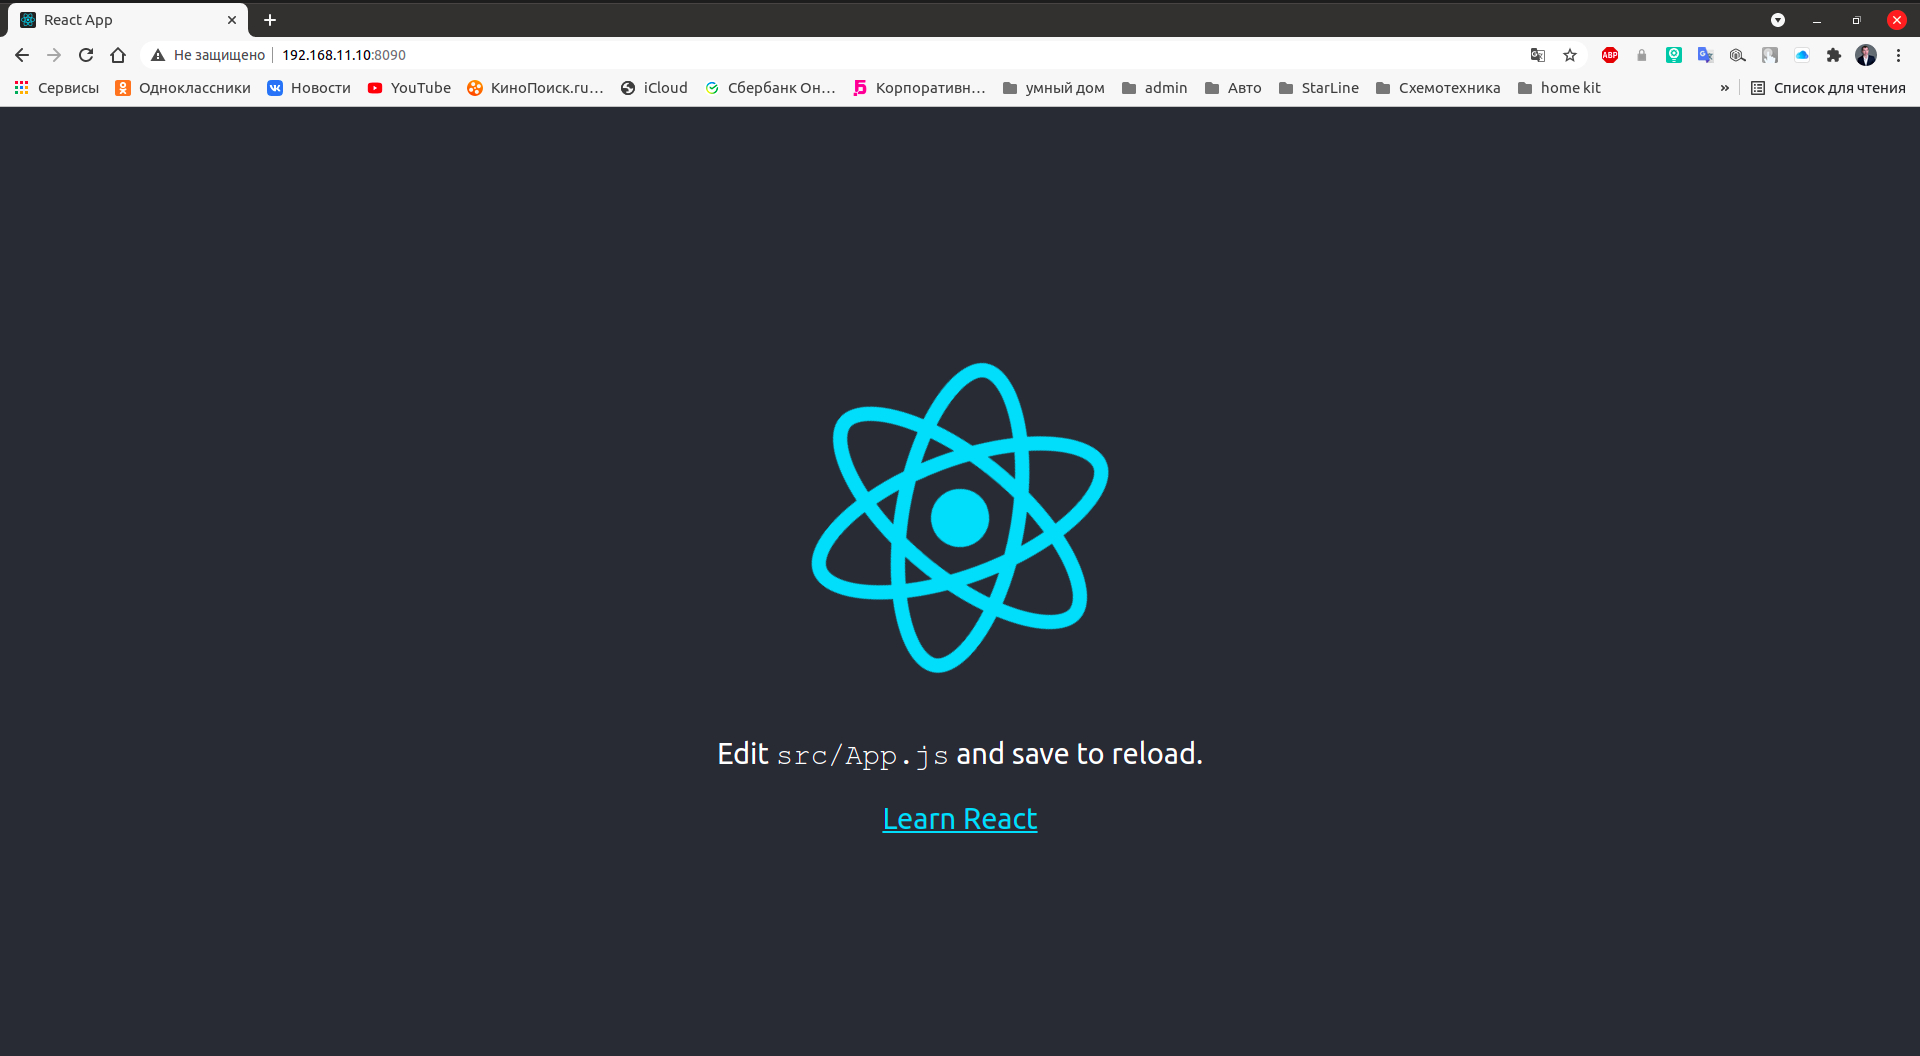 React App
Не защищено 192.168.11.10:8090
ABP
Сервисы Одноклассники Новости YouTube КиноПоиск.ru... iCloud Сбербанк Он... Корпоративн... умный дом admin Авто StarLine Схемотехника home kit » Список для чтения
Edit src/App.js and save to reload.
Learn React